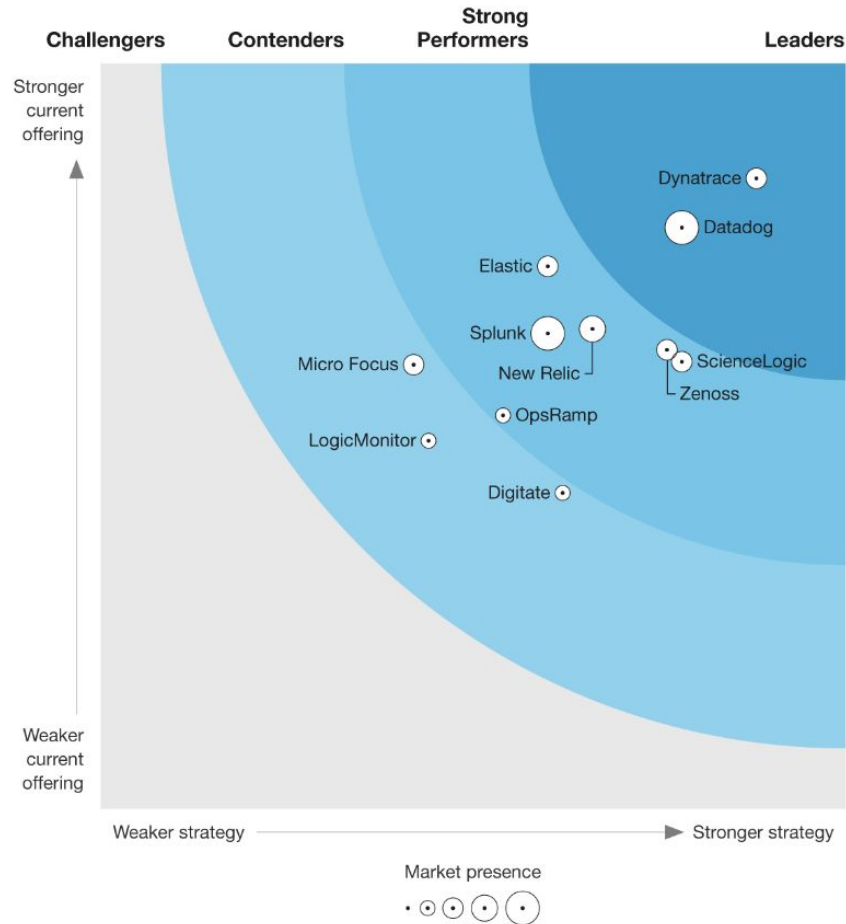 Challengers
Contenders
Strong
Performers
Leaders
Stronger
current
offering
Dynatrace
Datadog
Elastic
Splunk
New Relic
Micro Focus
ScienceLogic
Zenoss
OpsRamp
LogicMonitor
Digitate
Weaker
current
offering
Weaker strategy
Stronger strategy
Market presence